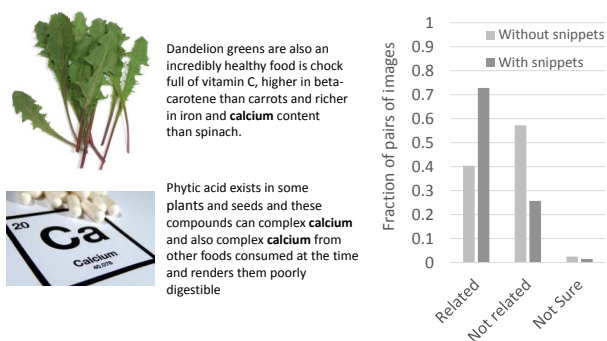 Dandelion greens are also an
incredibly healthy food is chock
full of vitamin C, higher in beta-
carotene than carrots and richer
in iron and calcium content
than spinach.
20
Ca
Calcium
40.078
Phytic acid exists in some
plants and seeds and these
compounds can complex calcium
and also complex calcium from
other foods consumed at the time
and renders them poorly
digestible
Fraction of pairs of images
1
0.9
0.8
0.7
0.6
0.5
0.4
0.3
0.2
0.1
0
Without snippets
With snippets
Related
Not related
Not Sure